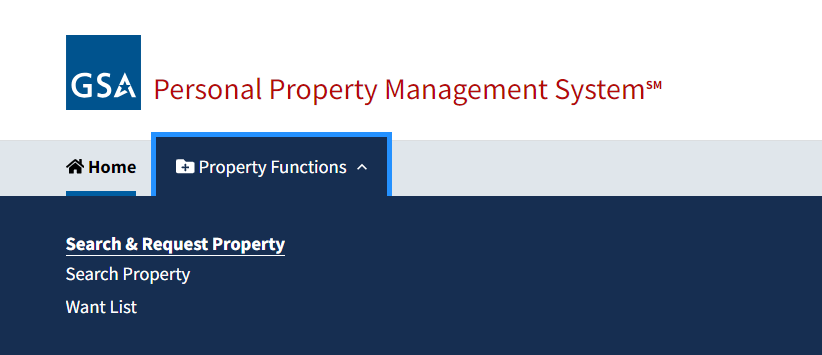 GSA
Personal Property Management System℠
Home
Property Functions
Search & Request Property
Search Property
Want List